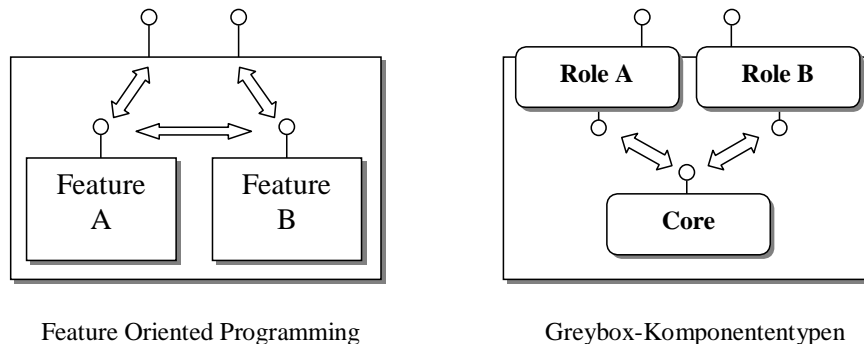 Role A
Role B
Feature
A
Feature
B
Core
Feature Oriented Programming
Greybox-Komponententypen